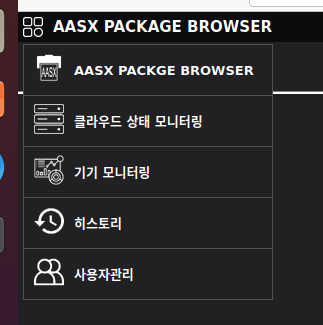 AASX PACKAGE BROWSER
AASX
AASX PACKGE BROWSER
클라우드 상태 모니터링
기기 모니터링
히스토리
사용자관리